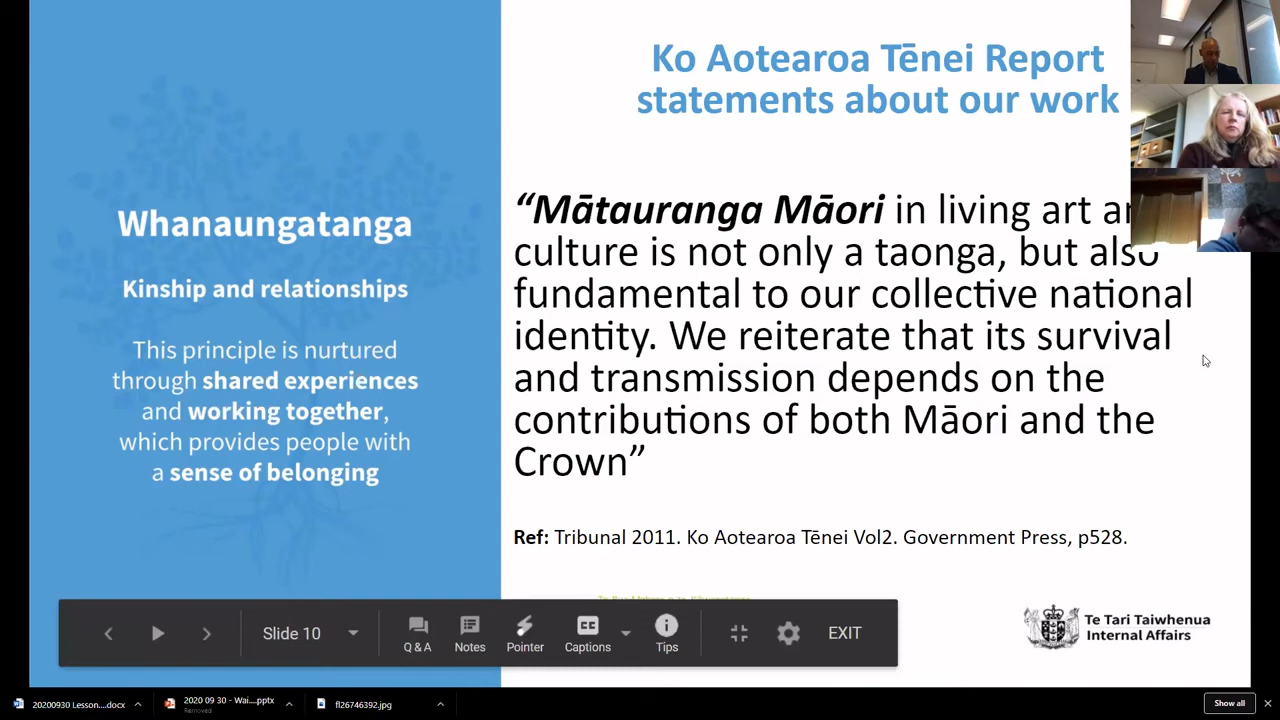 Whanaungatanga
Kinship and relationships
This principle is nurtured
through shared experiences
and working together,
which provides people with
a sense of belonging
Ko Aotearoa Tēnei Report
statements about our work
“Mātauranga Māori in living art
culture is not only a taonga, but also
fundamental to our collective national
identity. We reiterate that its survival
and transmission depends on the
contributions of both Māori and the
Crown”
Ref: Tribunal 2011. Ko Aotearoa Tēnei Vol2. Government Press, p528.
Te Tari Taiwhenua
Internal Affairs
Slide 10
Q & A
Notes
Pointer
CC
Captions
Tips
EXIT
20200930 Lesson....docx
2020 09 30 - Wai....pptx
Removed
fl26746392.jpg
Show all